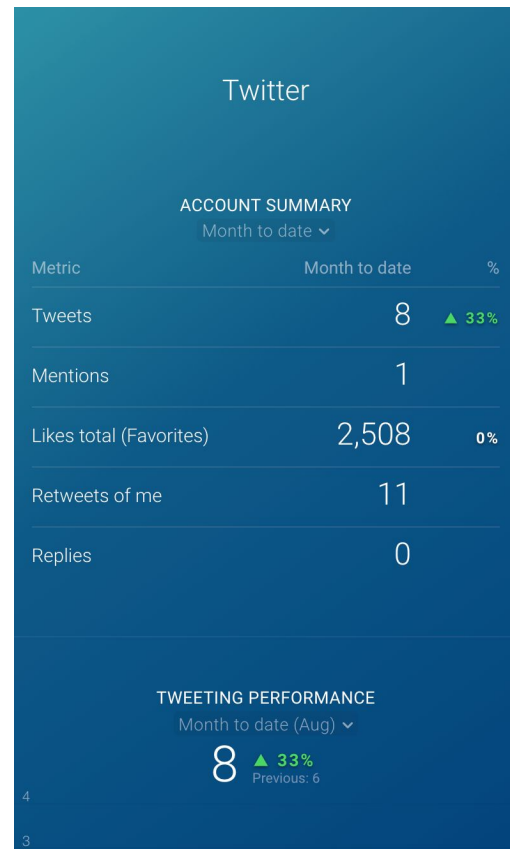 Twitter
ACCOUNT SUMMARY
Month to date
Metric Month to date %
Tweets 8 ▲ 33%
Mentions 1
Likes total (Favorites) 2,508 0%
Retweets of me 11
Replies 0
TWEETING PERFORMANCE
Month to date (Aug)
8 ▲ 33%
Previous: 6
4
3